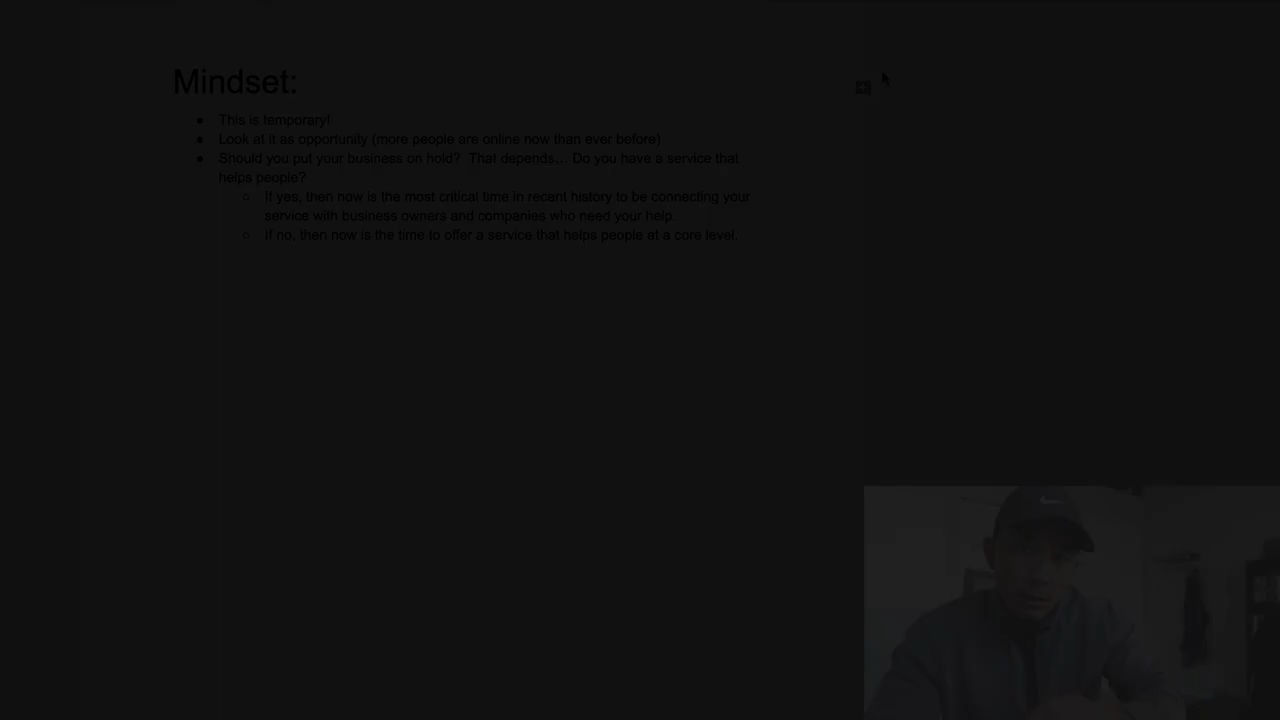 Mindset:
● This is temporary!
● Look at it as opportunity (more people are online now than ever before)
● Should you put your business on hold?  That depends... Do you have a service that
helps people?
○ If yes, then now is the most critical time in recent history to be connecting your
service with business owners and companies who need your help.
○ If no, then now is the time to offer a service that helps people at a core level.